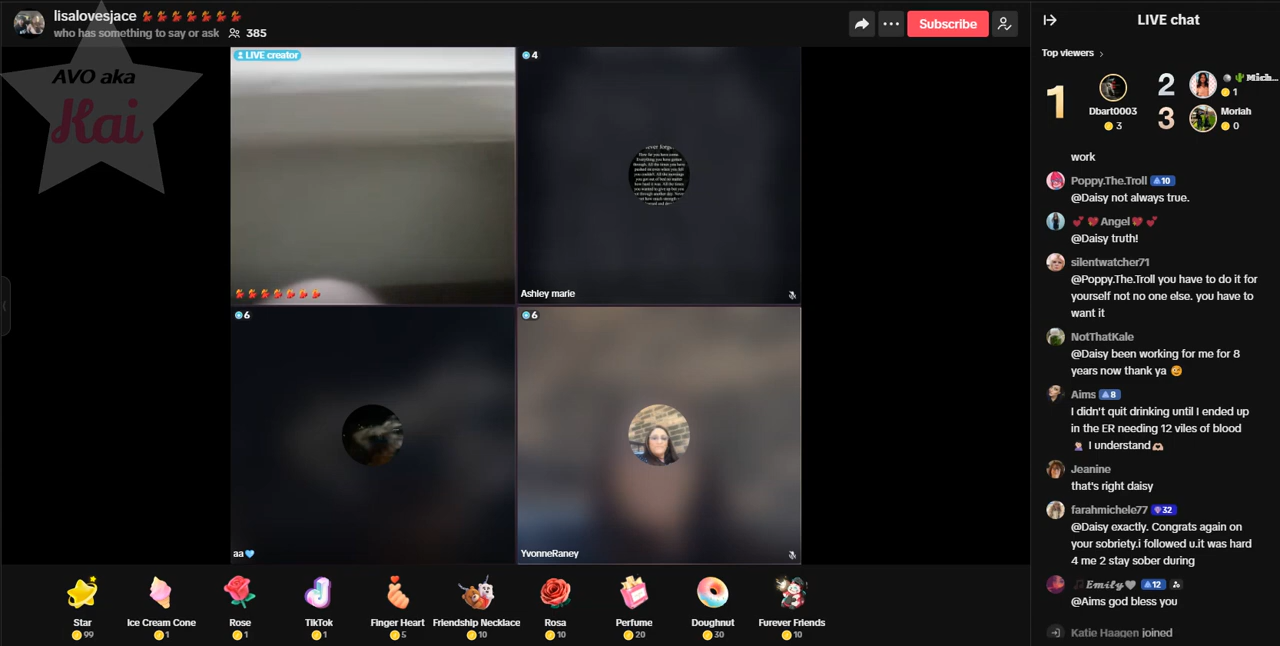 lisalovesjace
who has something to say or ask 385
Subscribe
LIVE chat
AVO aka
Kai
LIVE creator
4
Ashley marie
6
aa
6
YvonneRaney
Top viewers
1
Dbart0003
3
2
1
3
Moriah
0
work
Poppy.The.Troll 10
@Daisy not always true.
Angel
@Daisy truth!
silentwatcher71
@Poppy.The.Troll you have to do it for
yourself not no one else. you have to
want it
NotThatKale
@Daisy been working for me for 8
years now thank ya
Aims 8
I didn't quit drinking until I ended up
in the ER needing 12 viles of blood
I understand
Jeanine
that's right daisy
farahmichele77 32
@Daisy exactly. Congrats again on
your sobriety.i followed u.it was hard
4 me 2 stay sober during
Emily 12
@Aims god bless you
Katie Haagen joined
Star
99
Ice Cream Cone
1
Rose
1
TikTok
1
Finger Heart
5
Friendship Necklace
10
Rosa
10
Perfume
20
Doughnut
30
Furever Friends
10